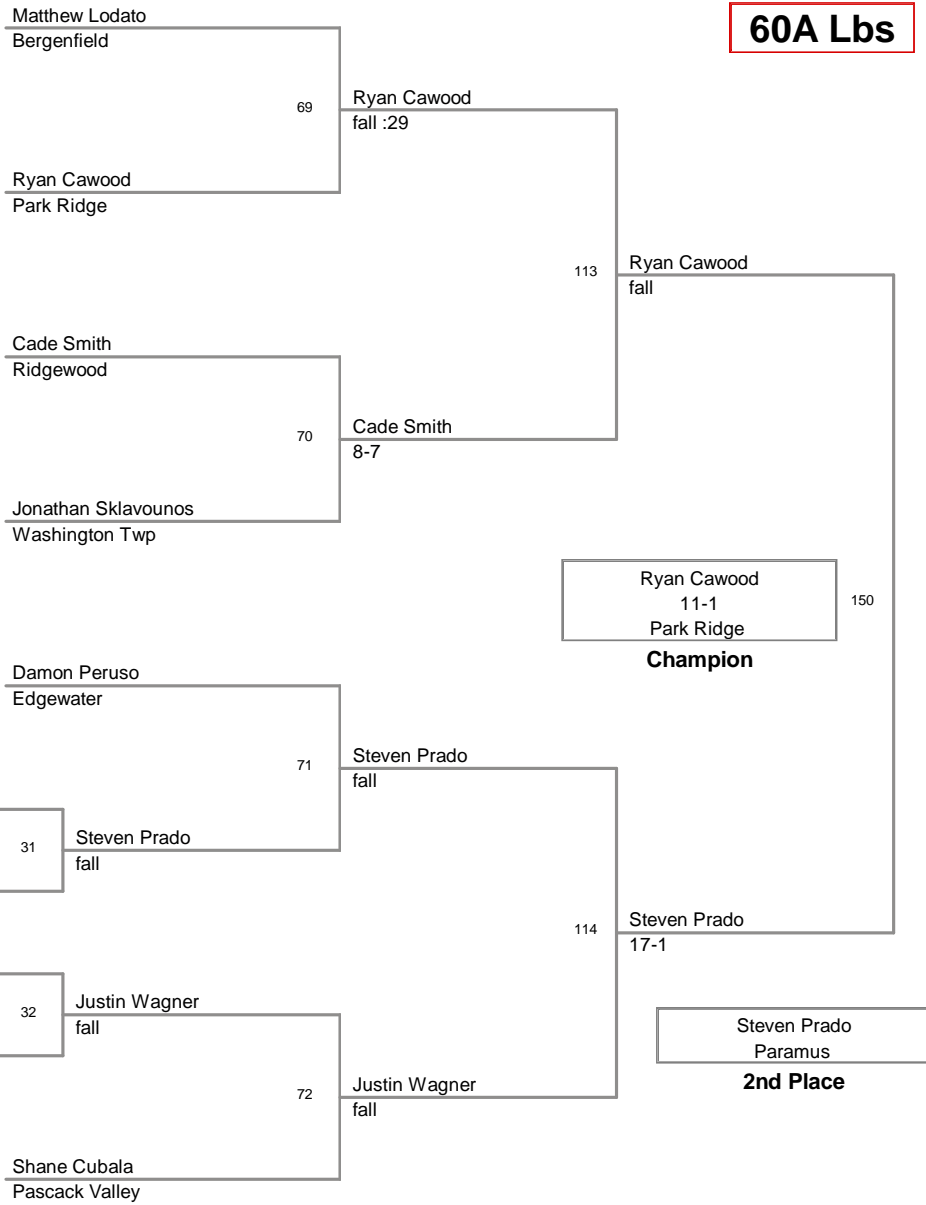 Matthew Lodato
60A Lbs
Bergenfield
69
Ryan Cawood
fall :29
Ryan Cawood
Park Ridge
113
Ryan Cawood
fall
Cade Smith
Ridgewood
70
Cade Smith
8-7
Jonathan Sklavounos
Washington Twp
Ryan Cawood
11-1
Park Ridge
150
Champion
Damon Peruso
Edgewater
71
Steven Prado
fall
31
Steven Prado
fall
114
Steven Prado
17-1
32
Justin Wagner
fall
Steven Prado
Paramus
2nd Place
72
Justin Wagner
fall
Shane Cubala
Pascack Valley